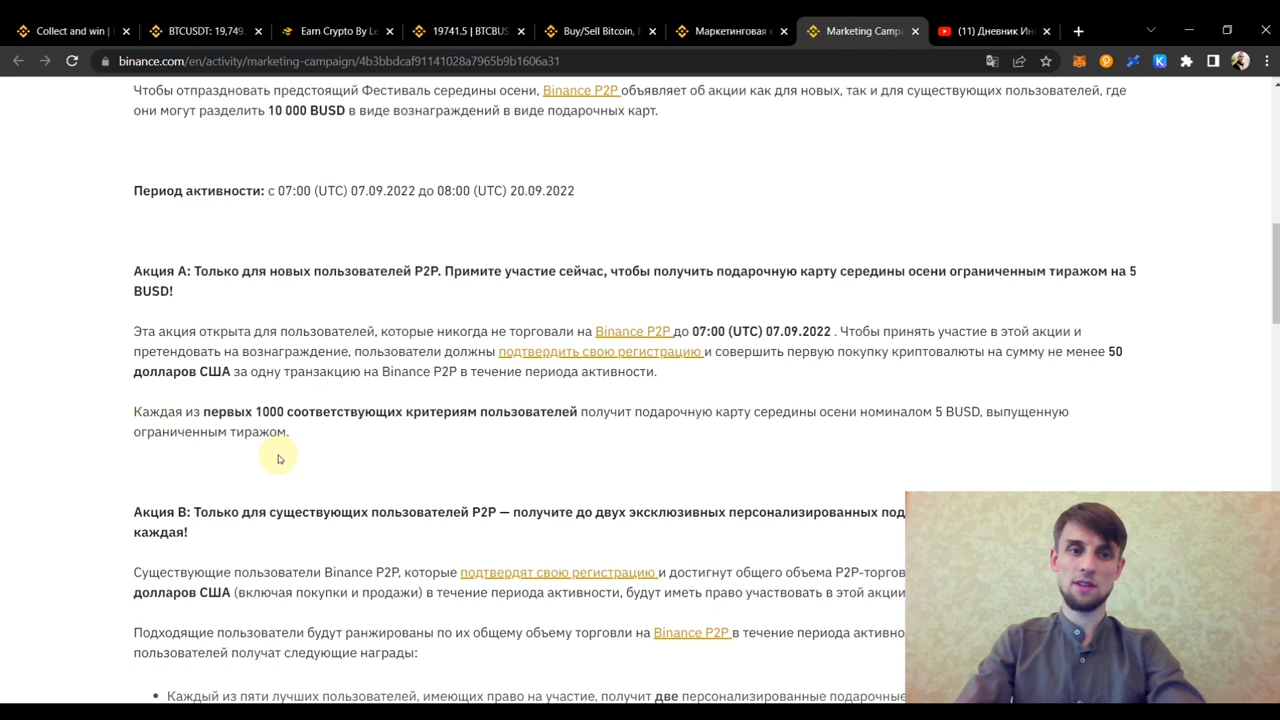 Collect and win |
BTCUSDT: 19,749
Earn Crypto By Le
19741.5 | BTCBUS
Buy/Sell Bitcoin, E
Маркетинговая к
Marketing Campa
(11) Дневник Ин
binance.com/en/activity/marketing-campaign/4b3bbdcaf91141028a7965b9b1606a31
Чтобы отпраздновать предстоящий Фестиваль середины осени, Binance P2P объявляет об акции как для новых, так и для существующих пользователей, где
они могут разделить 10 000 BUSD в виде вознаграждений в виде подарочных карт.
Период активности: с 07:00 (UTC) 07.09.2022 до 08:00 (UTC) 20.09.2022
Акция A: Только для новых пользователей P2P. Примите участие сейчас, чтобы получить подарочную карту середины осени ограниченным тиражом на 5
BUSD!
Эта акция открыта для пользователей, которые никогда не торговали на Binance P2P до 07:00 (UTC) 07.09.2022 . Чтобы принять участие в этой акции и
претендовать на вознаграждение, пользователи должны подтвердить свою регистрацию и совершить первую покупку криптовалюты на сумму не менее 50
долларов США за одну транзакцию на Binance P2P в течение периода активности.
Каждая из первых 1000 соответствующих критериям пользователей получит подарочную карту середины осени номиналом 5 BUSD, выпущенную
ограниченным тиражом.
Акция B: Только для существующих пользователей P2P — получите до двух эксклюзивных персонализированных под
каждая!
Существующие пользователи Binance P2P, которые подтвердят свою регистрацию и достигнут общего объема P2P-торгов
долларов США (включая покупки и продажи) в течение периода активности, будут иметь право участвовать в этой акции
Подходящие пользователи будут ранжированы по их общему объему торговли на Binance P2P в течение периода активно
пользователей получат следующие награды:
• Каждый из пяти лучших пользователей, имеющих право на участие, получит две персонализированные подарочные